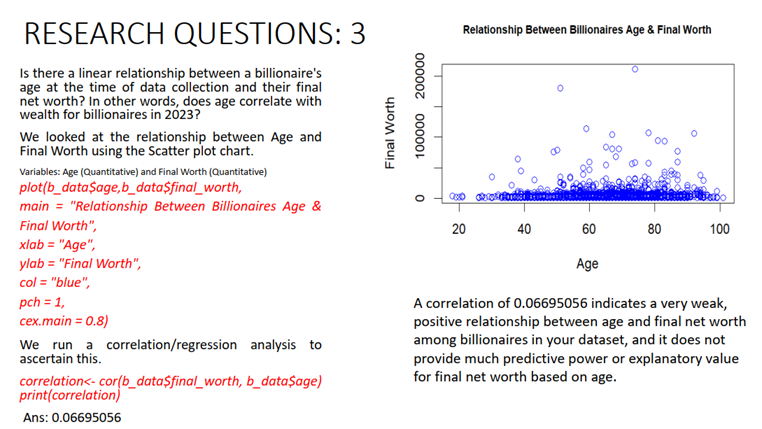 RESEARCH QUESTIONS: 3
Is there a linear relationship between a billionaire's
age at the time of data collection and their final
net worth? In other words, does age correlate with
wealth for billionaires in 2023?
We looked at the relationship between Age and
Final Worth using the Scatter plot chart.
Variables: Age (Quantitative) and Final Worth (Quantitative)
plot(b_data$age,b_data$final_worth,
main = "Relationship Between Billionaires Age &
Final Worth",
xlab = "Age",
ylab = "Final Worth",
col = "blue",
pch = 1,
cex.main = 0.8)
We run a correlation/regression analysis to
ascertain this.
correlation<- cor(b_data$final_worth, b_data$age)
print(correlation)
Ans: 0.06695056
Relationship Between Billionaires Age & Final Worth
Final Worth
200000
100000
0
20 40 60 80 100
Age
A correlation of 0.06695056 indicates a very weak,
positive relationship between age and final net worth
among billionaires in your dataset, and it does not
provide much predictive power or explanatory value
for final net worth based on age.